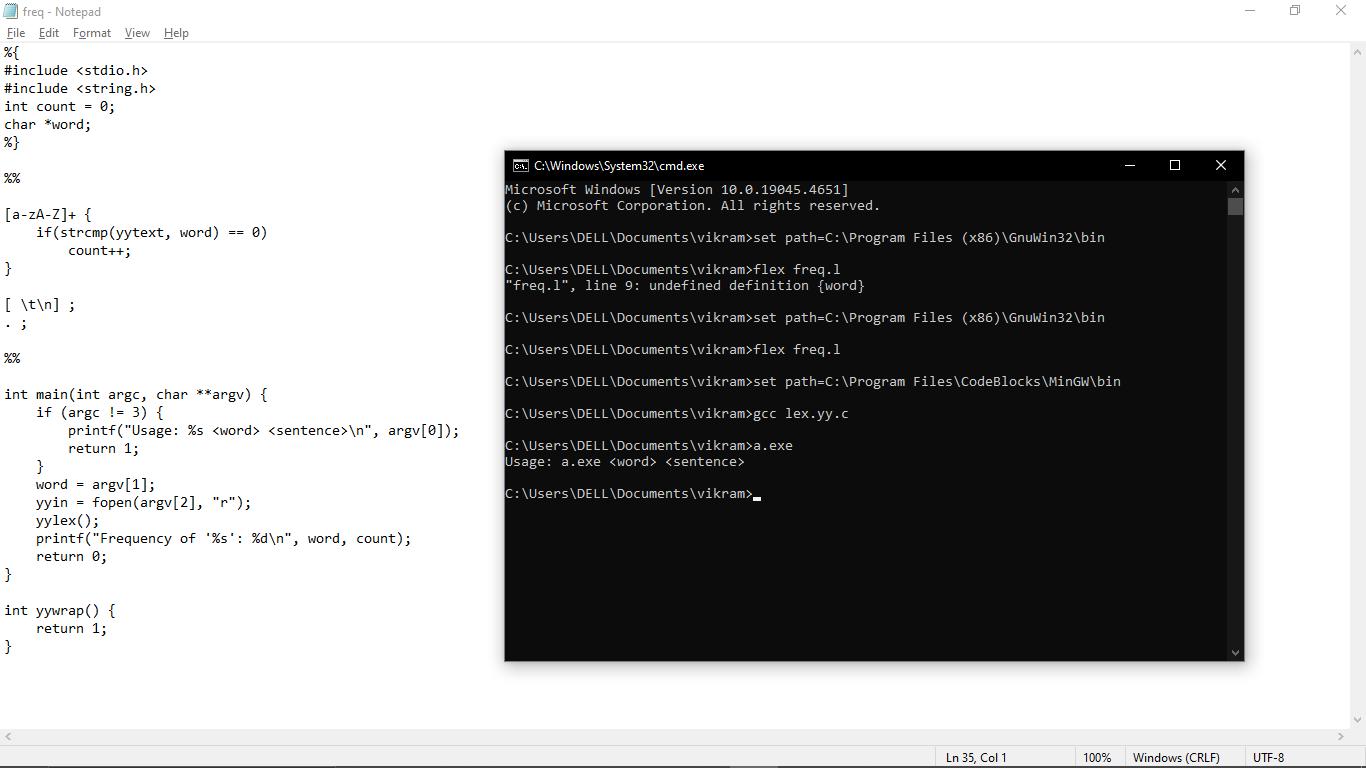 freq - Notepad
File Edit Format View Help
%{
#include <stdio.h>
#include <string.h>
int count = 0;
char *word;
%}
%%
[a-zA-Z]+ {
    if(strcmp(yytext, word) == 0)
        count++;
}
[ \t\n] ;
. ;
%%
int main(int argc, char **argv) {
    if (argc != 3) {
        printf("Usage: %s <word> <sentence>\n", argv[0]);
        return 1;
    }
    word = argv[1];
    yyin = fopen(argv[2], "r");
    yylex();
    printf("Frequency of '%s': %d\n", word, count);
    return 0;
}
int yywrap() {
    return 1;
}
C:\Windows\System32\cmd.exe
Microsoft Windows [Version 10.0.19045.4651]
(c) Microsoft Corporation. All rights reserved.
C:\Users\DELL\Documents\vikram>set path=C:\Program Files (x86)\GnuWin32\bin
C:\Users\DELL\Documents\vikram>flex freq.l
"freq.l", line 9: undefined definition {word}
C:\Users\DELL\Documents\vikram>set path=C:\Program Files (x86)\GnuWin32\bin
C:\Users\DELL\Documents\vikram>flex freq.l
C:\Users\DELL\Documents\vikram>set path=C:\Program Files\CodeBlocks\MinGW\bin
C:\Users\DELL\Documents\vikram>gcc lex.yy.c
C:\Users\DELL\Documents\vikram>a.exe
Usage: a.exe <word> <sentence>
C:\Users\DELL\Documents\vikram>
Ln 35, Col 1 100% Windows (CRLF) UTF-8